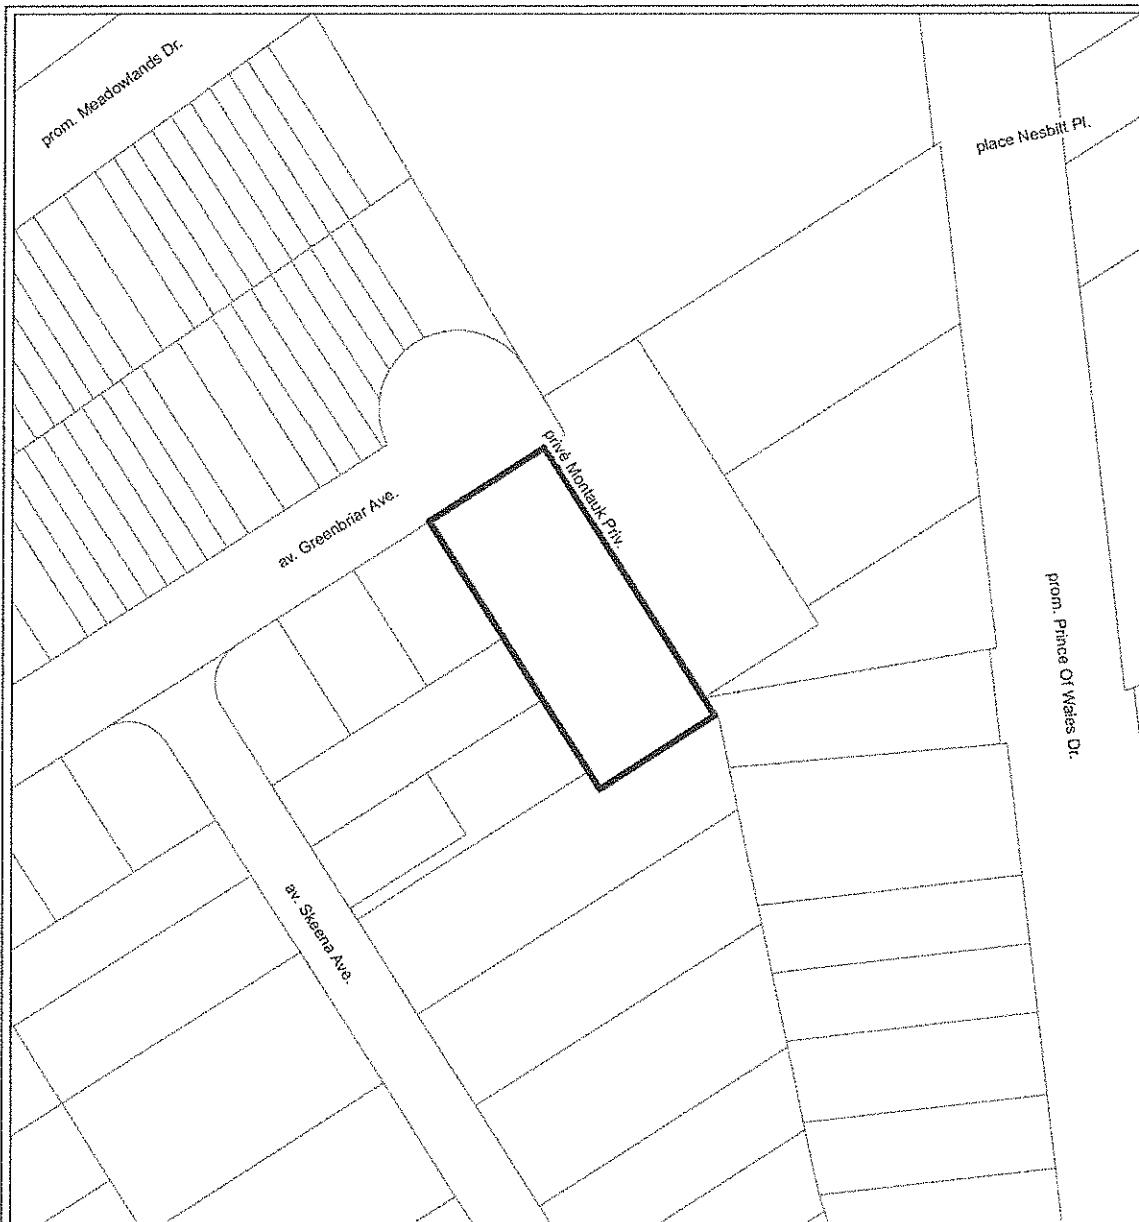 prom. Meadowlands Dr.
place Nesbitt Pl.
privé Montauk Priv.
av. Greenbriar Ave.
prom. Prince Of Wales Dr.
av. Skeena Ave.